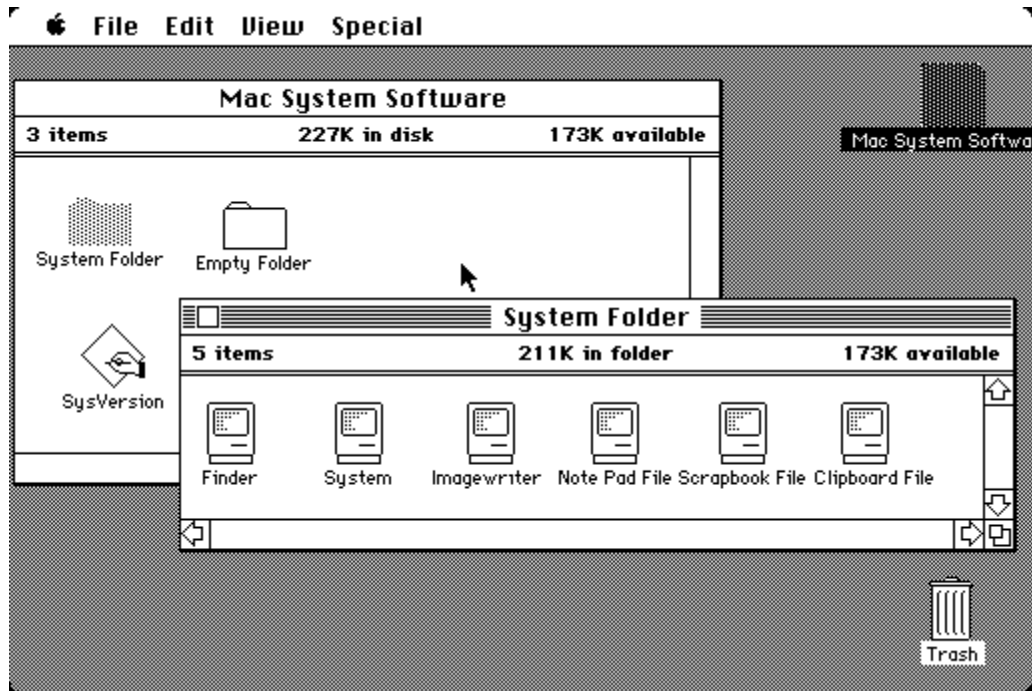 File Edit View Special
Mac System Software
3 items 227K in disk 173K available
Mac System Softwa
System Folder Empty Folder
SysVersion
System Folder
5 items 211K in folder 173K available
Finder System Imagewriter Note Pad File Scrapbook File Clipboard File
Trash